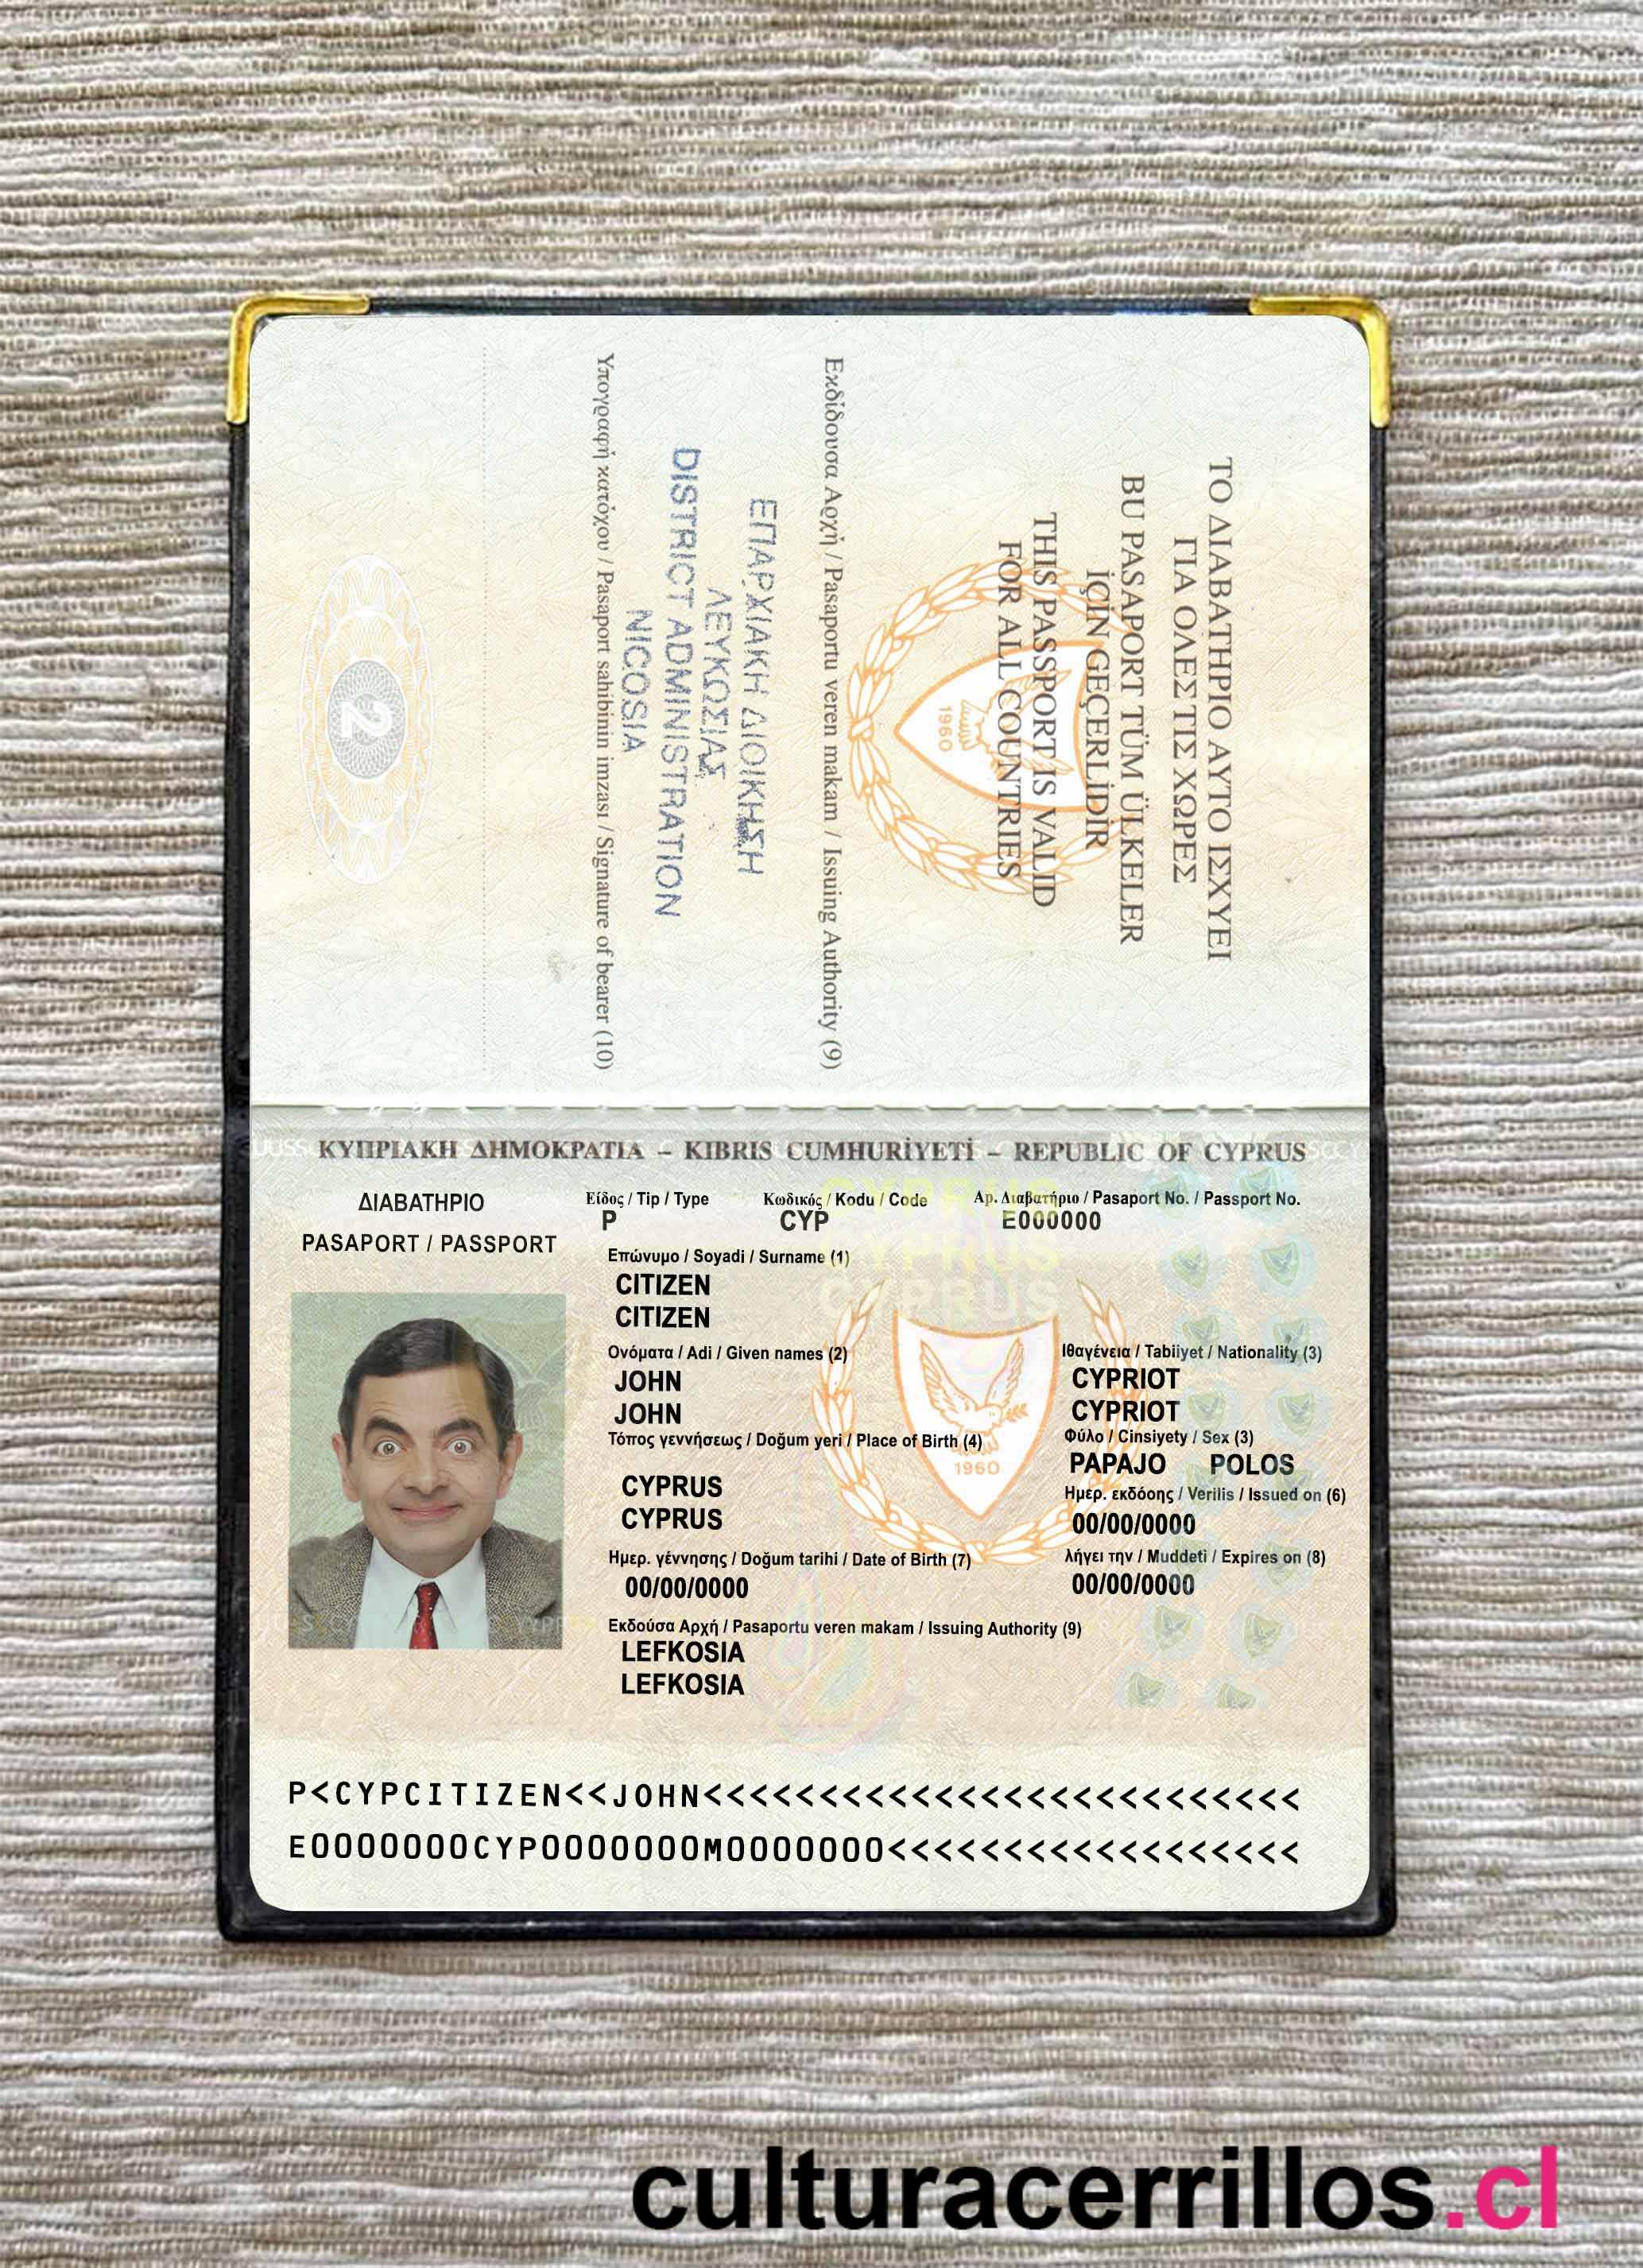 ΤΟ ΔΙΑΒΑΤΗΡΙΟ ΑΥΤΟ ΙΣΧΥΕΙ
ΓΙΑ ΟΛΕΣ ΤΙΣ ΧΩΡΕΣ
BU PASAPORT TÜM ÜLKELER
İÇİN GEÇERLİDİR
THIS PASSPORT IS VALID
FOR ALL COUNTRIES
1960
Εκδίδουσα Αρχή / Pasaportu veren makam / Issuing Authority (9)
ΕΠΑΡΧΙΑΚΗ ΔΙΟΙΚΗΣΗ
ΛΕΥΚΩΣΙΑΣ
DISTRICT ADMINISTRATION
NICOSIA
Υπογραφή κατόχου / Pasaport sahibinin imzası / Signature of bearer (10)
2
ΚΥΠΡΙΑΚΗ ΔΗΜΟΚΡΑΤΙΑ – KIBRIS CUMHURİYETİ – REPUBLIC OF CYPRUS
ΔΙΑΒΑΤΗΡΙΟ
PASAPORT / PASSPORT
Είδος / Tip / Type Κωδικός / Kodu / Code Αρ. Διαβατήριο / Pasaport No. / Passport No.
P CYP E000000
CYPRUS
CYPRUS
CYPRUS
Επώνυμο / Soyadi / Surname (1)
CITIZEN
CITIZEN
Ονόματα / Adi / Given names (2) Ιθαγένεια / Tabiiyet / Nationality (3)
JOHN CYPRIOT
JOHN CYPRIOT
Τόπος γεννήσεως / Doğum yeri / Place of Birth (4) Φύλο / Cinsiyety / Sex (3)
PAPAJO POLOS
1960
CYPRUS Ημερ. εκδόοης / Verilis / Issued on (6)
CYPRUS 00/00/0000
Ημερ. γέννησης / Doğum tarihi / Date of Birth (7) λήγει την / Muddeti / Expires on (8)
00/00/0000 00/00/0000
Εκδούσα Αρχή / Pasaportu veren makam / Issuing Authority (9)
LEFKOSIA
LEFKOSIA
P<CYPCITIZEN<<JOHN<<<<<<<<<<<<<<<<<<<<<<<<<<
E0000000CYP0000000M0000000<<<<<<<<<<<<<<<<<<
culturacerrillos.cl